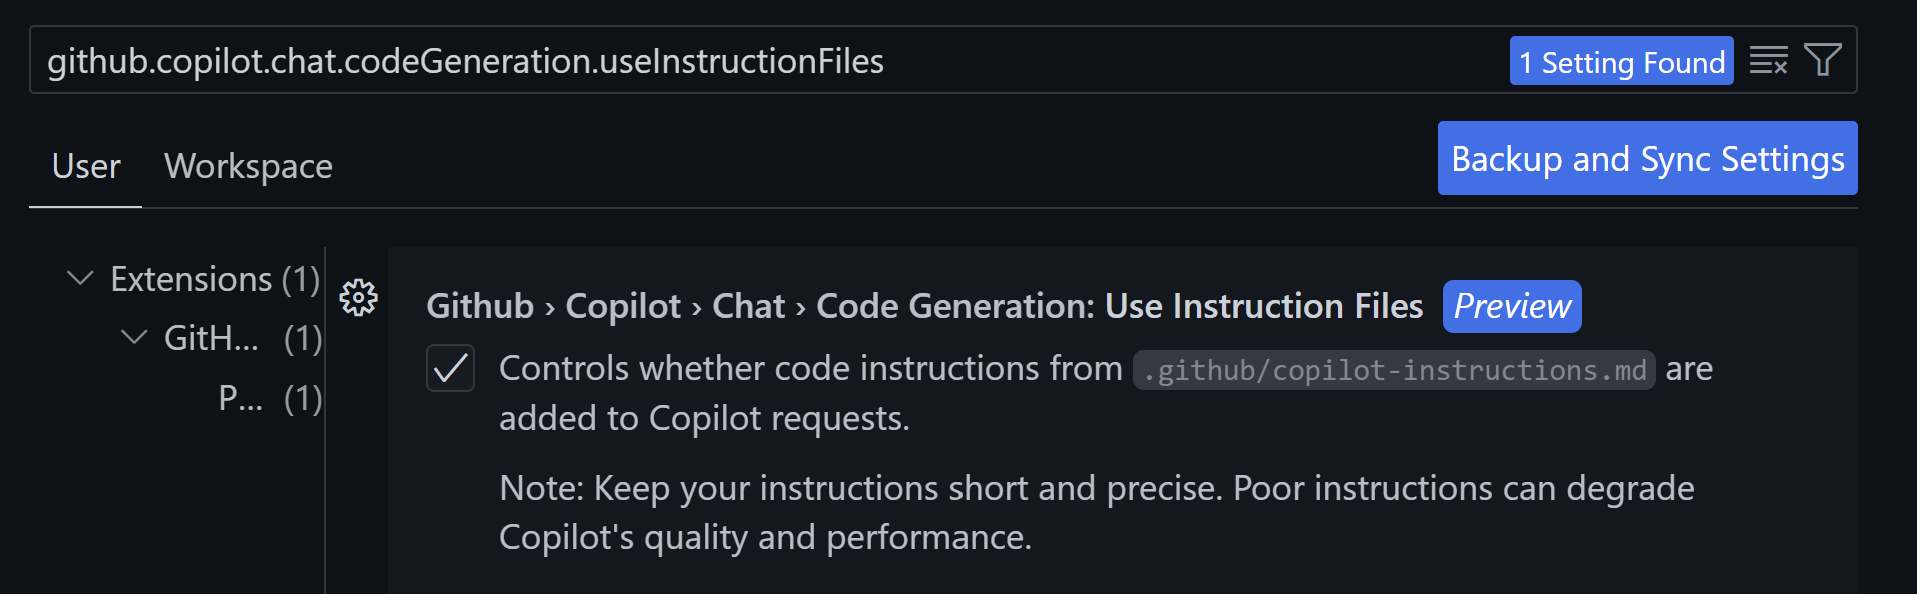 github.copilot.chat.codeGeneration.useInstructionFiles
1 Setting Found
User
Workspace
Backup and Sync Settings
Extensions (1)
GitH... (1)
P... (1)
Github › Copilot › Chat › Code Generation: Use Instruction Files
Preview
Controls whether code instructions from .github/copilot-instructions.md are
added to Copilot requests.
Note: Keep your instructions short and precise. Poor instructions can degrade
Copilot's quality and performance.